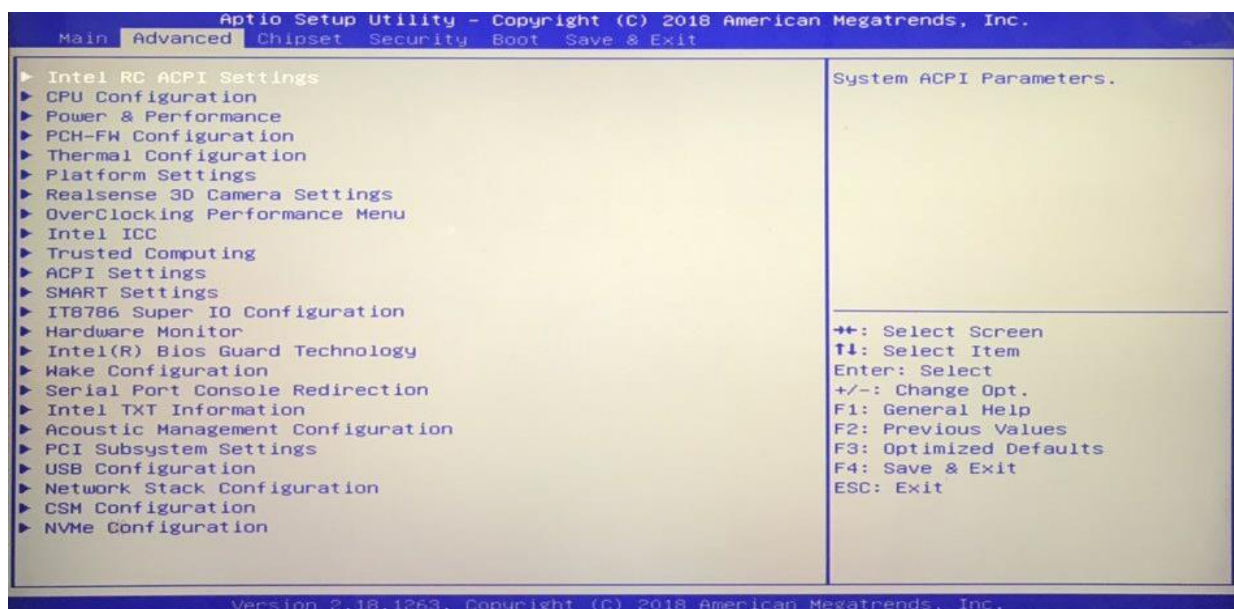 Aptio Setup Utility – Copyright (C) 2018 American Megatrends, Inc.
Main Advanced Chipset Security Boot Save & Exit
▶ Intel RC ACPI Settings
▶ CPU Configuration
▶ Power & Performance
▶ PCH-FW Configuration
▶ Thermal Configuration
▶ Platform Settings
▶ Realsense 3D Camera Settings
▶ OverClocking Performance Menu
▶ Intel ICC
▶ Trusted Computing
▶ ACPI Settings
▶ SMART Settings
▶ IT8786 Super IO Configuration
▶ Hardware Monitor
▶ Intel(R) Bios Guard Technology
▶ Wake Configuration
▶ Serial Port Console Redirection
▶ Intel TXT Information
▶ Acoustic Management Configuration
▶ PCI Subsystem Settings
▶ USB Configuration
▶ Network Stack Configuration
▶ CSM Configuration
▶ NVMe Configuration
System ACPI Parameters.
→←: Select Screen
↑↓: Select Item
Enter: Select
+/-: Change Opt.
F1: General Help
F2: Previous Values
F3: Optimized Defaults
F4: Save & Exit
ESC: Exit
Version 2.18.1263. Copyright (C) 2018 American Megatrends, Inc.